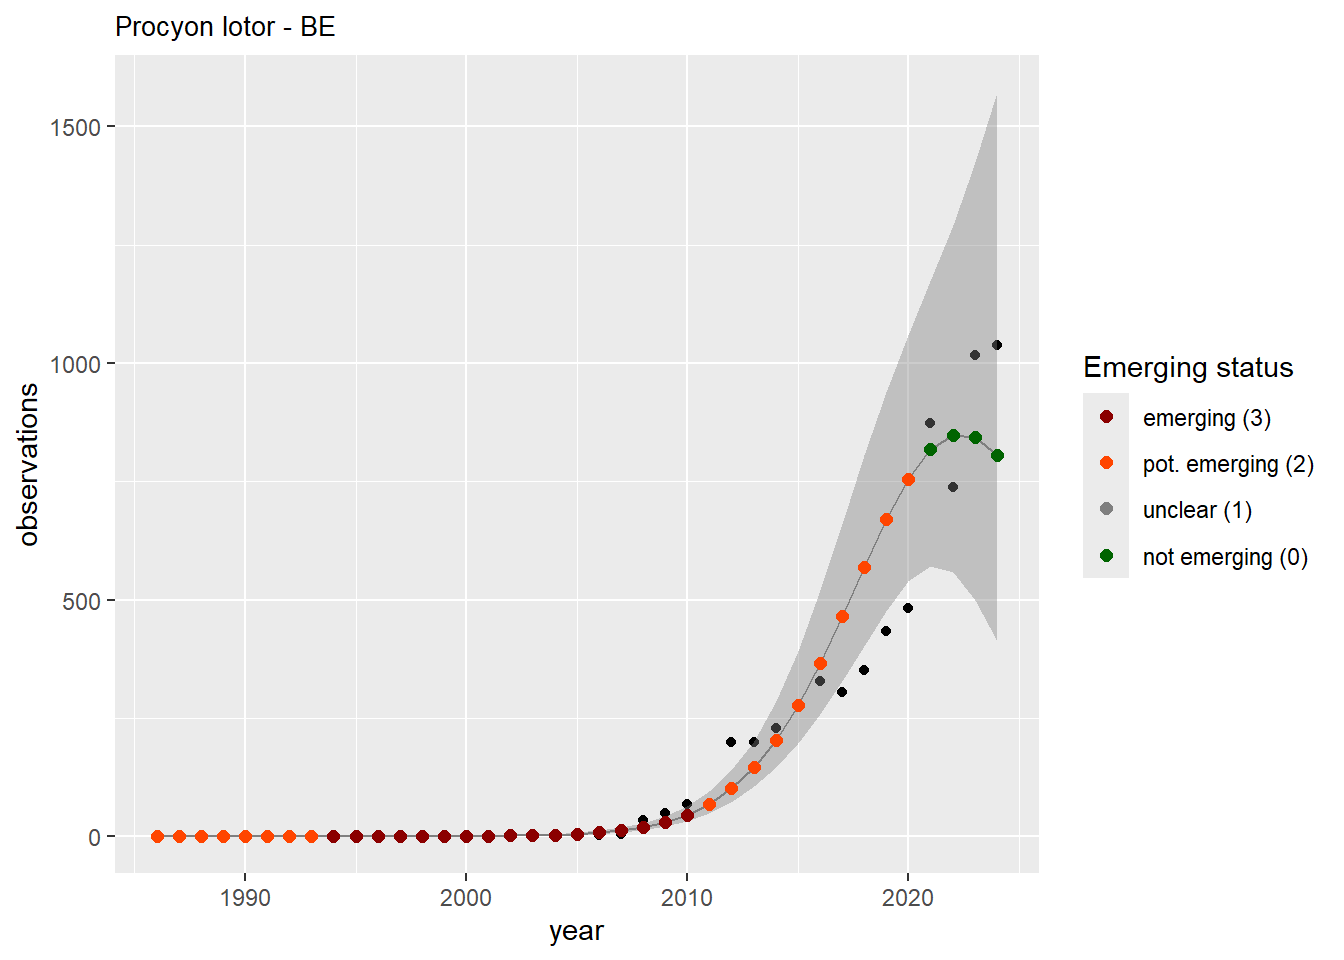 Procyon lotor - BE
1500
1000
500
0
observations
1990 2000 2010 2020
year
Emerging status
emerging (3)
pot. emerging (2)
unclear (1)
not emerging (0)